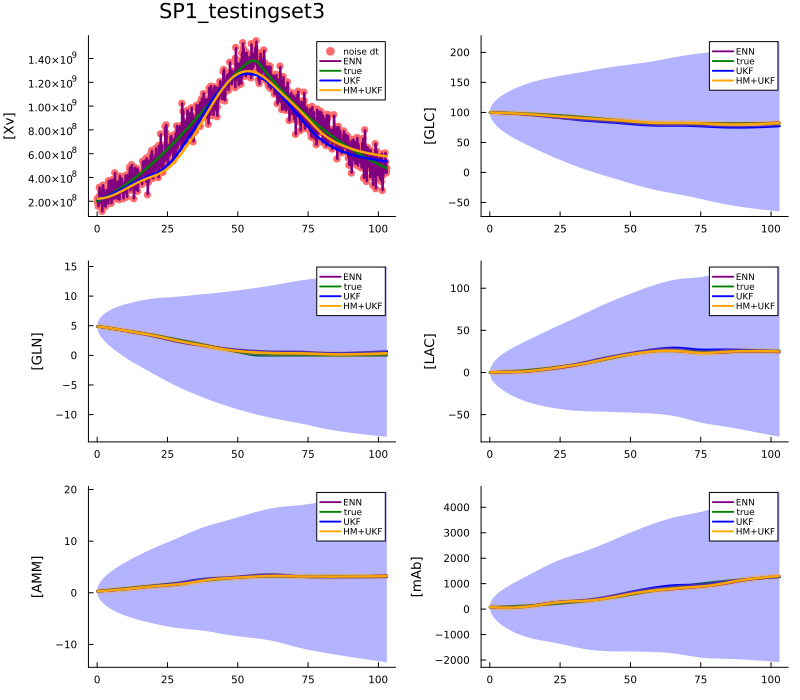 SP1_testingset3
[Xv]
1.40×10⁹
1.20×10⁹
1.00×10⁹
8.00×10⁸
6.00×10⁸
4.00×10⁸
2.00×10⁸
0 25 50 75 100
noise dt
ENN
true
UKF
HM+UKF
[GLC]
200
150
100
50
0
−50
0 25 50 75 100
ENN
true
UKF
HM+UKF
[GLN]
15
10
5
0
−5
−10
0 25 50 75 100
ENN
true
UKF
HM+UKF
[LAC]
100
50
0
−50
0 25 50 75 100
ENN
true
UKF
HM+UKF
[AMM]
20
10
0
−10
0 25 50 75 100
ENN
true
UKF
HM+UKF
[mAb]
4000
3000
2000
1000
0
−1000
−2000
0 25 50 75 100
ENN
true
UKF
HM+UKF